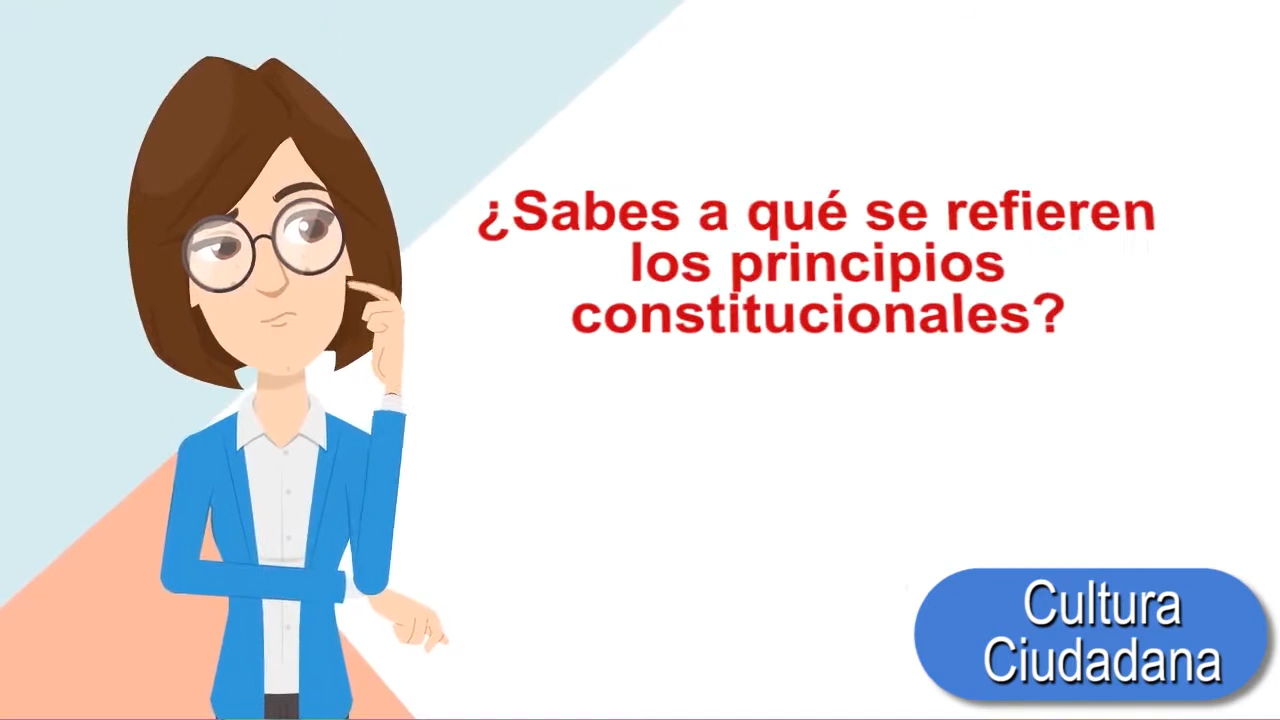 ¿Sabes a qué se refieren
los principios
constitucionales?
Cultura
Ciudadana